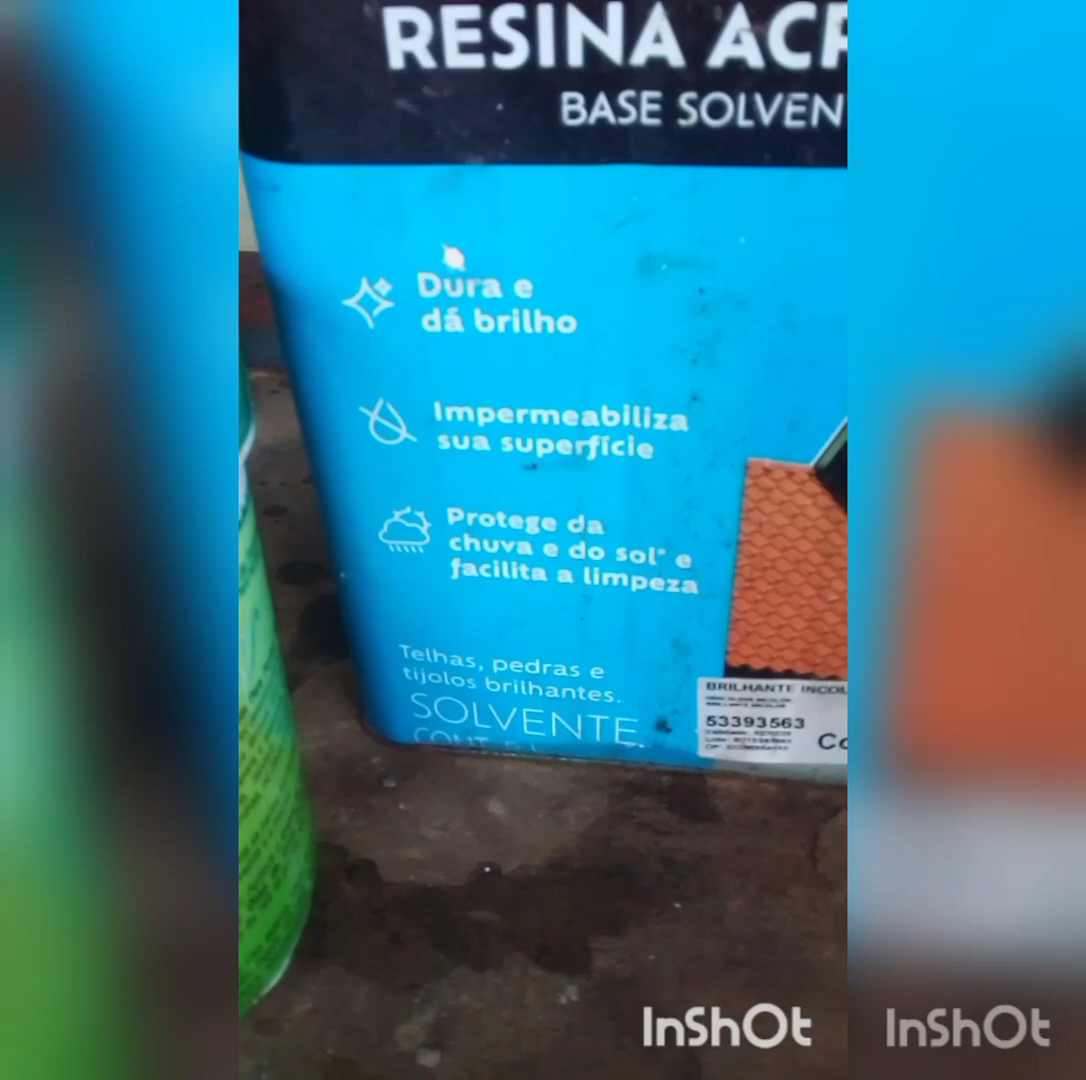 RESINA ACR
BASE SOLVEN
Dura e
dá brilho
Impermeabiliza
sua superfície
Protege da
chuva e do sol* e
facilita a limpeza
Telhas, pedras e
tijolos brilhantes.
SOLVENTE
BRILHANTE INCOL
53393563
Co
InShOt
InShOt